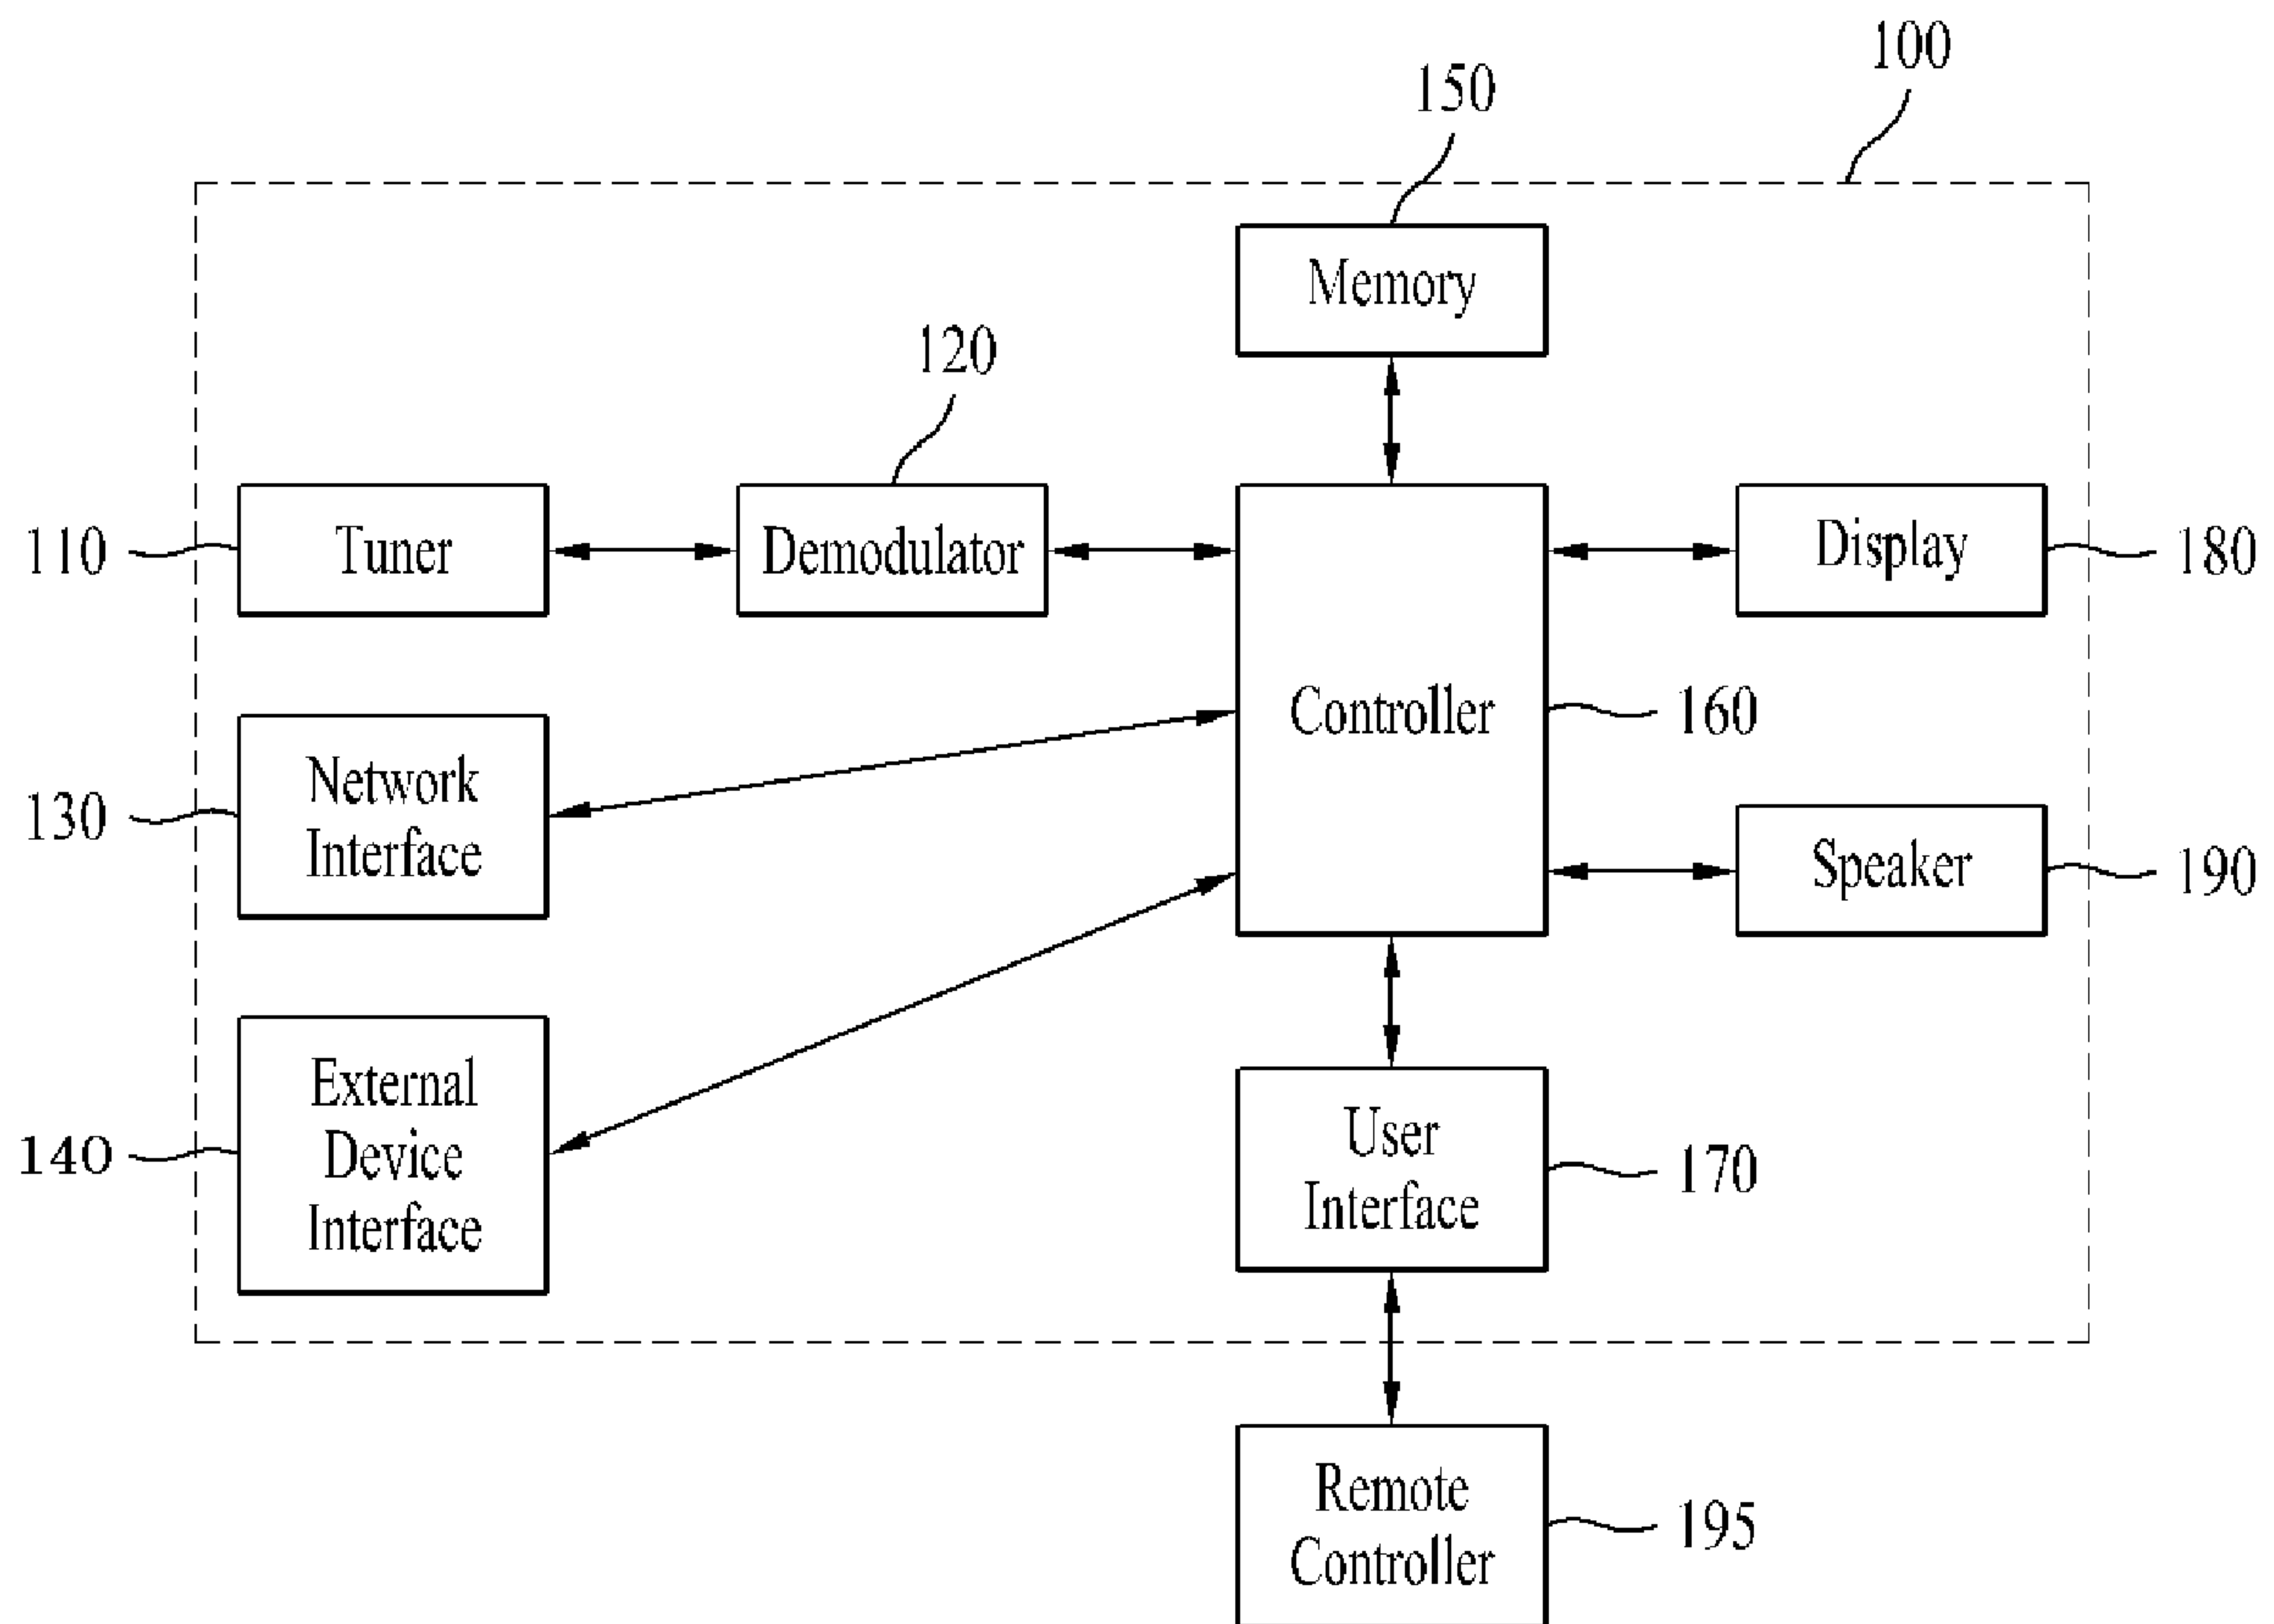 100
150
Memory
120
110
Tuner
Demodulator
Display
180
Controller
160
130
Network
Interface
Speaker
190
140
External
Device
Interface
User
Interface
170
Remote
Controller
195